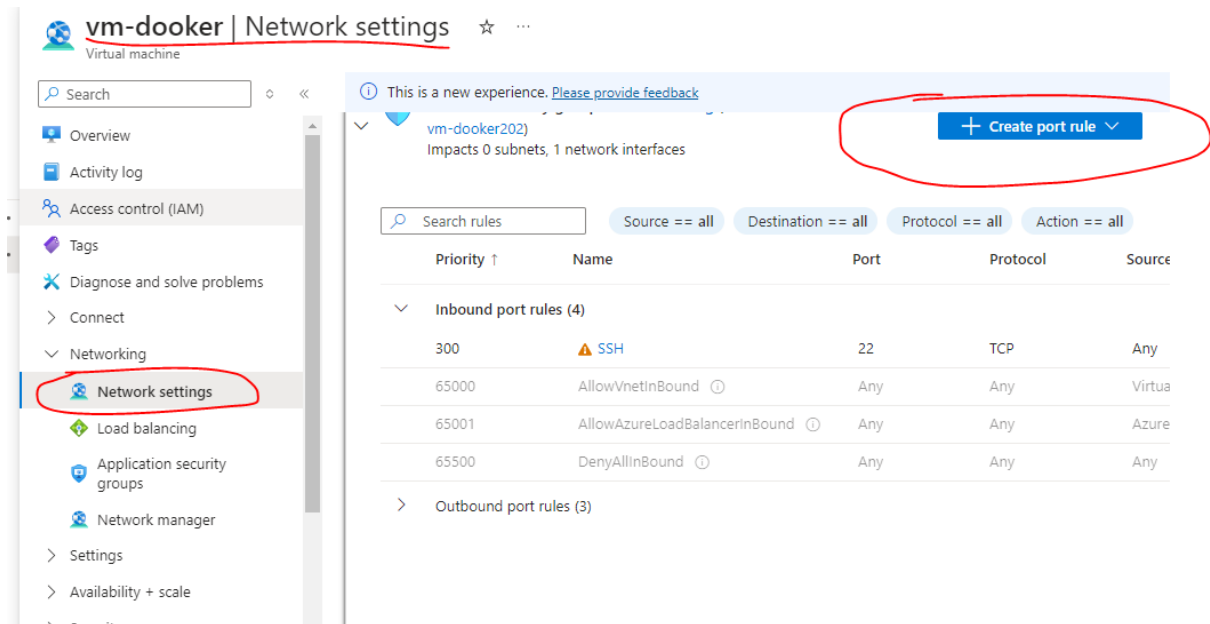 vm-dooker | Network settings
Virtual machine
Search
This is a new experience. Please provide feedback
Overview
Activity log
Access control (IAM)
Tags
Diagnose and solve problems
Connect
Networking
Network settings
Load balancing
Application security
groups
Network manager
Settings
Availability + scale
vm-dooker202)
Impacts 0 subnets, 1 network interfaces
Create port rule
Search rules
Source == all
Destination == all
Protocol == all
Action == all
Priority ↑ Name Port Protocol Source
Inbound port rules (4)
300 SSH 22 TCP Any
65000 AllowVnetInBound Any Any Virtua
65001 AllowAzureLoadBalancerInBound Any Any Azure
65500 DenyAllInBound Any Any Any
Outbound port rules (3)